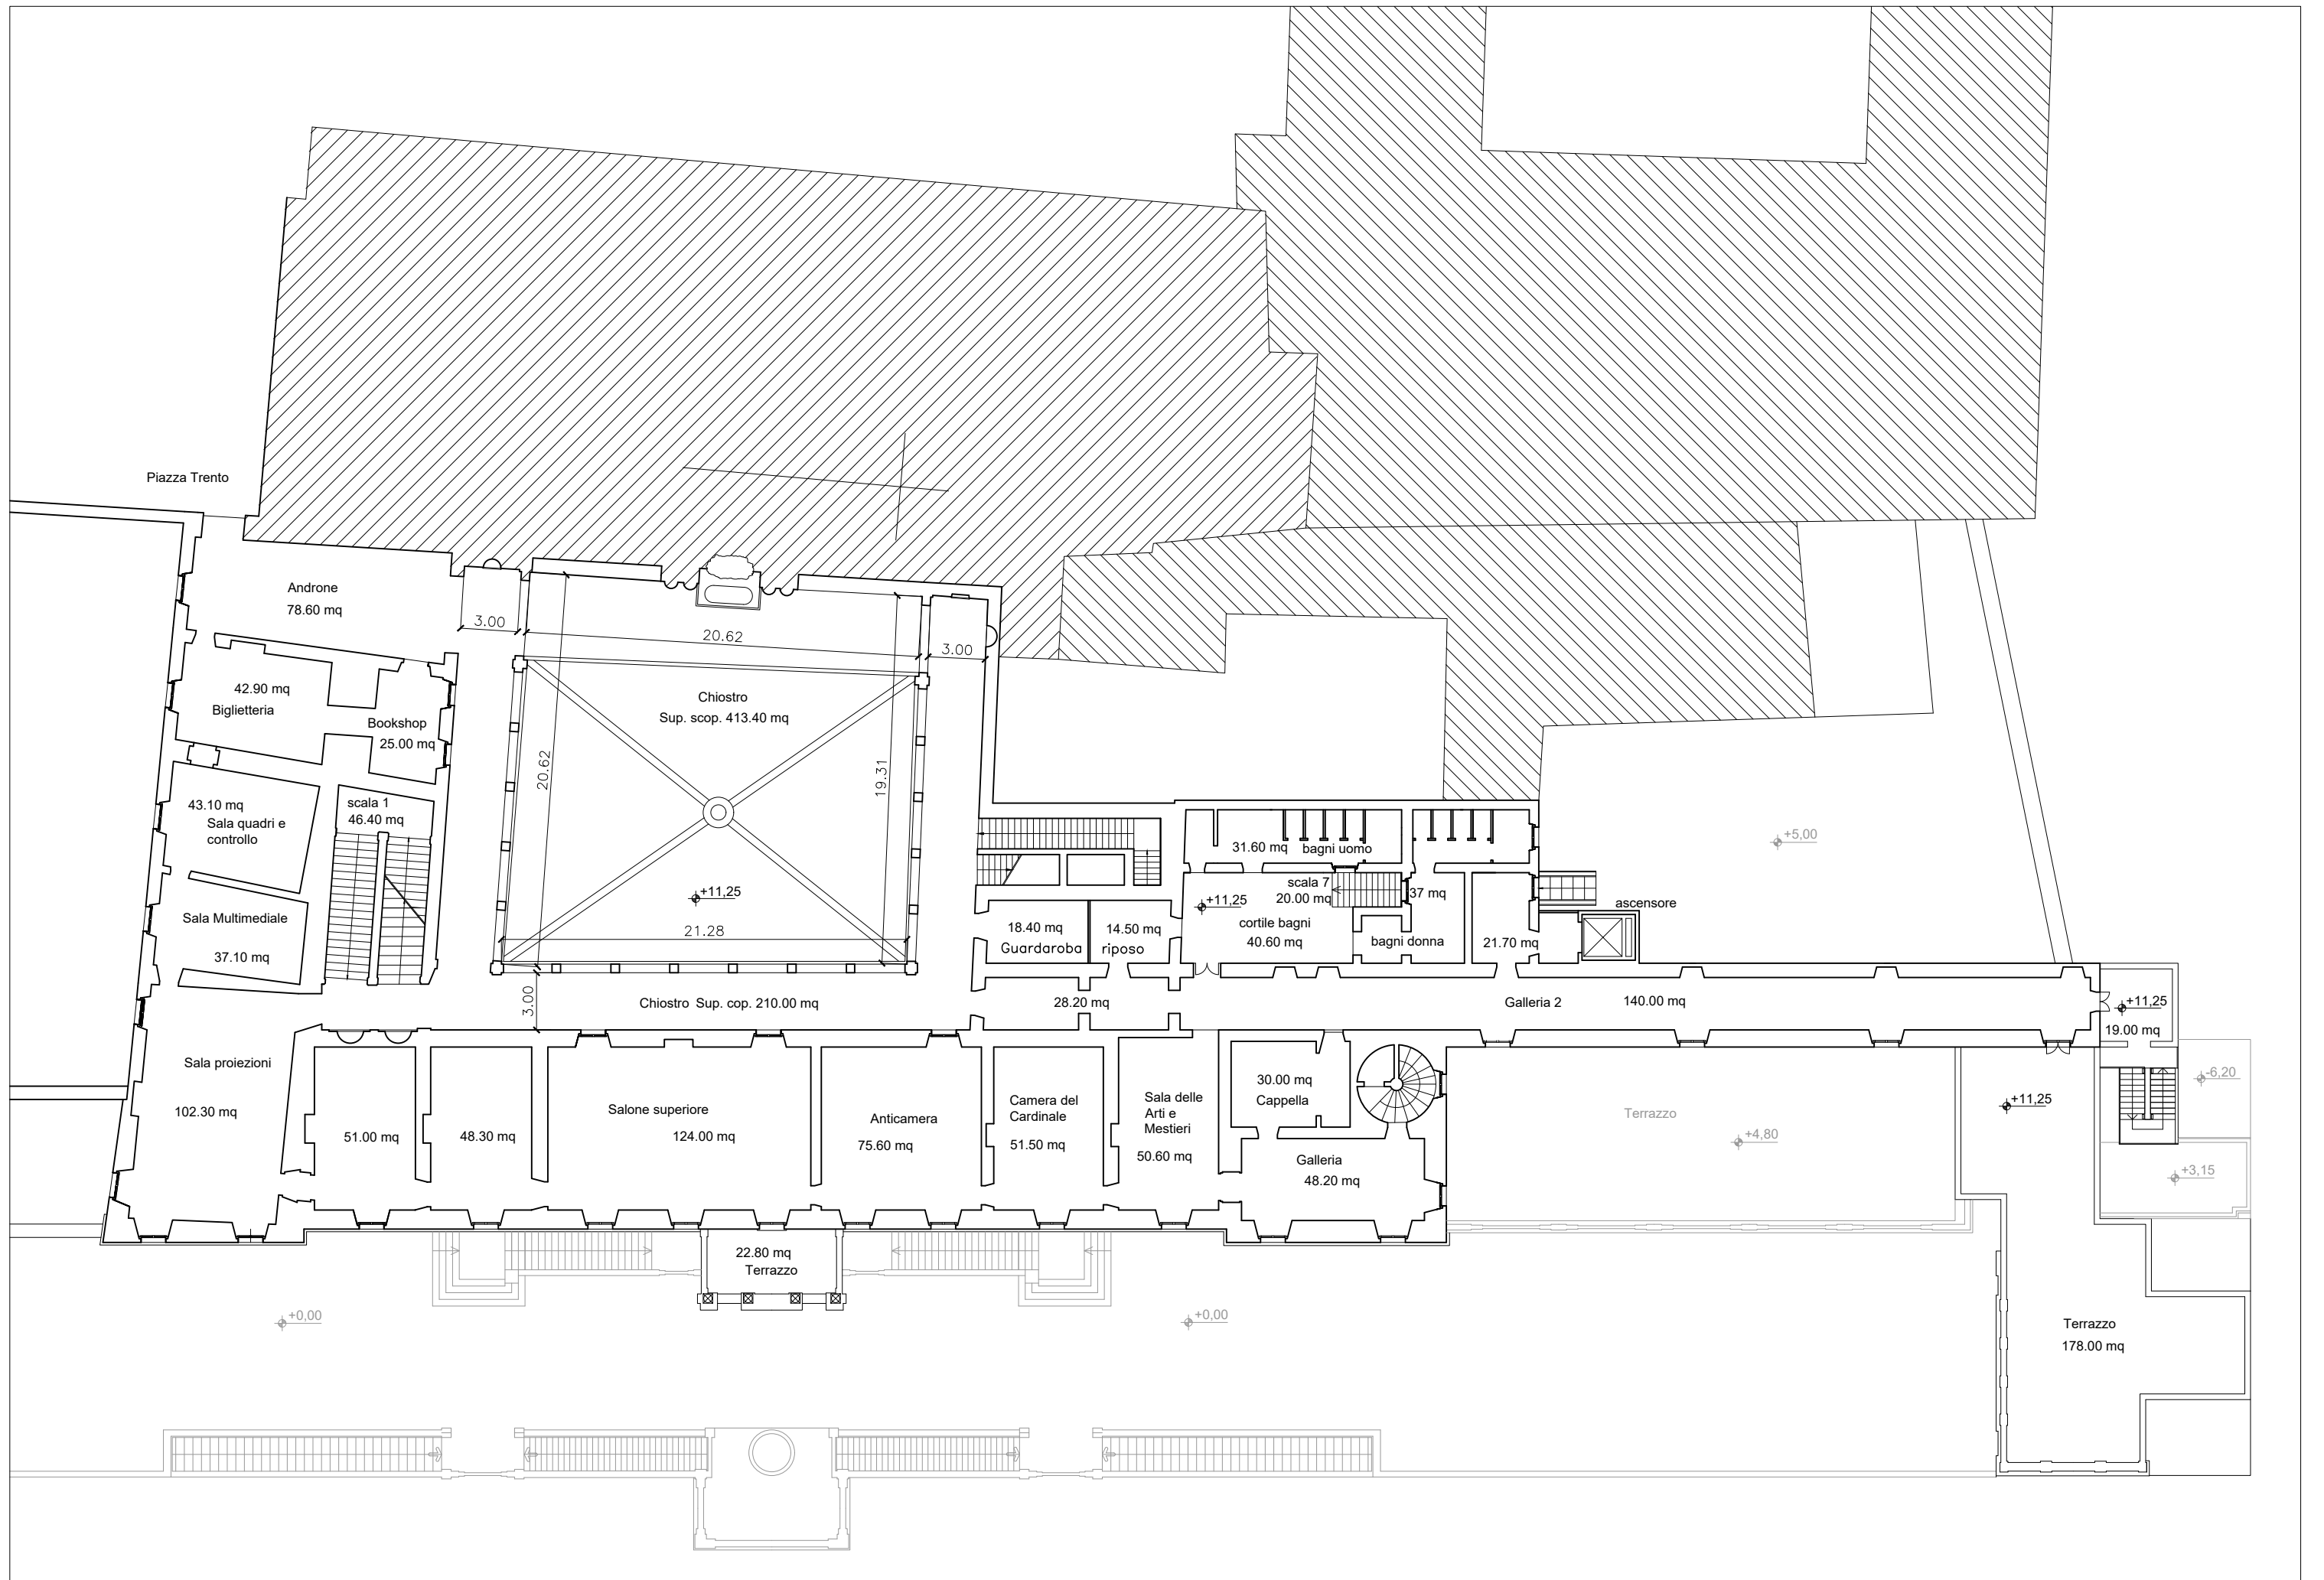 Piazza Trento
Androne
78.60 mq
3.00
20.62
3.00
42.90 mq
Biglietteria
Bookshop
25.00 mq
Chiostro
Sup. scop. 413.40 mq
20.62
19.31
43.10 mq
Sala quadri e
controllo
scala 1
46.40 mq
+11,25
21.28
Sala Multimediale
37.10 mq
3.00
Chiostro Sup. cop. 210.00 mq
18.40 mq
Guardaroba
14.50 mq
riposo
28.20 mq
31.60 mq
bagni uomo
scala 7
20.00 mq
+11,25
cortile bagni
40.60 mq
37 mq
bagni donna
21.70 mq
ascensore
+5,00
Galleria 2
140.00 mq
+11,25
19.00 mq
-6,20
+3,15
Sala proiezioni
102.30 mq
51.00 mq
48.30 mq
Salone superiore
124.00 mq
Anticamera
75.60 mq
Camera del
Cardinale
51.50 mq
Sala delle
Arti e
Mestieri
50.60 mq
30.00 mq
Cappella
Galleria
48.20 mq
Terrazzo
+4,80
+11,25
22.80 mq
Terrazzo
+0,00
+0,00
Terrazzo
178.00 mq